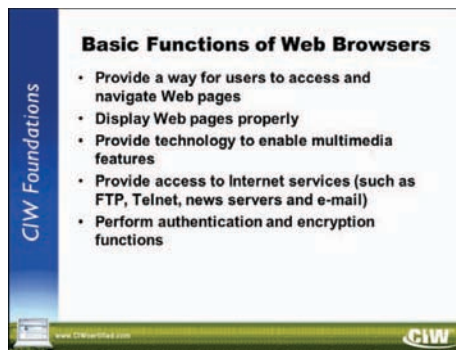 Basic Functions of Web Browsers
• Provide a way for users to access and
navigate Web pages
• Display Web pages properly
• Provide technology to enable multimedia
features
• Provide access to Internet services (such as
FTP, Telnet, news servers and e-mail)
• Perform authentication and encryption
functions
CIW Foundations
www.CIWcertified.com
CIW